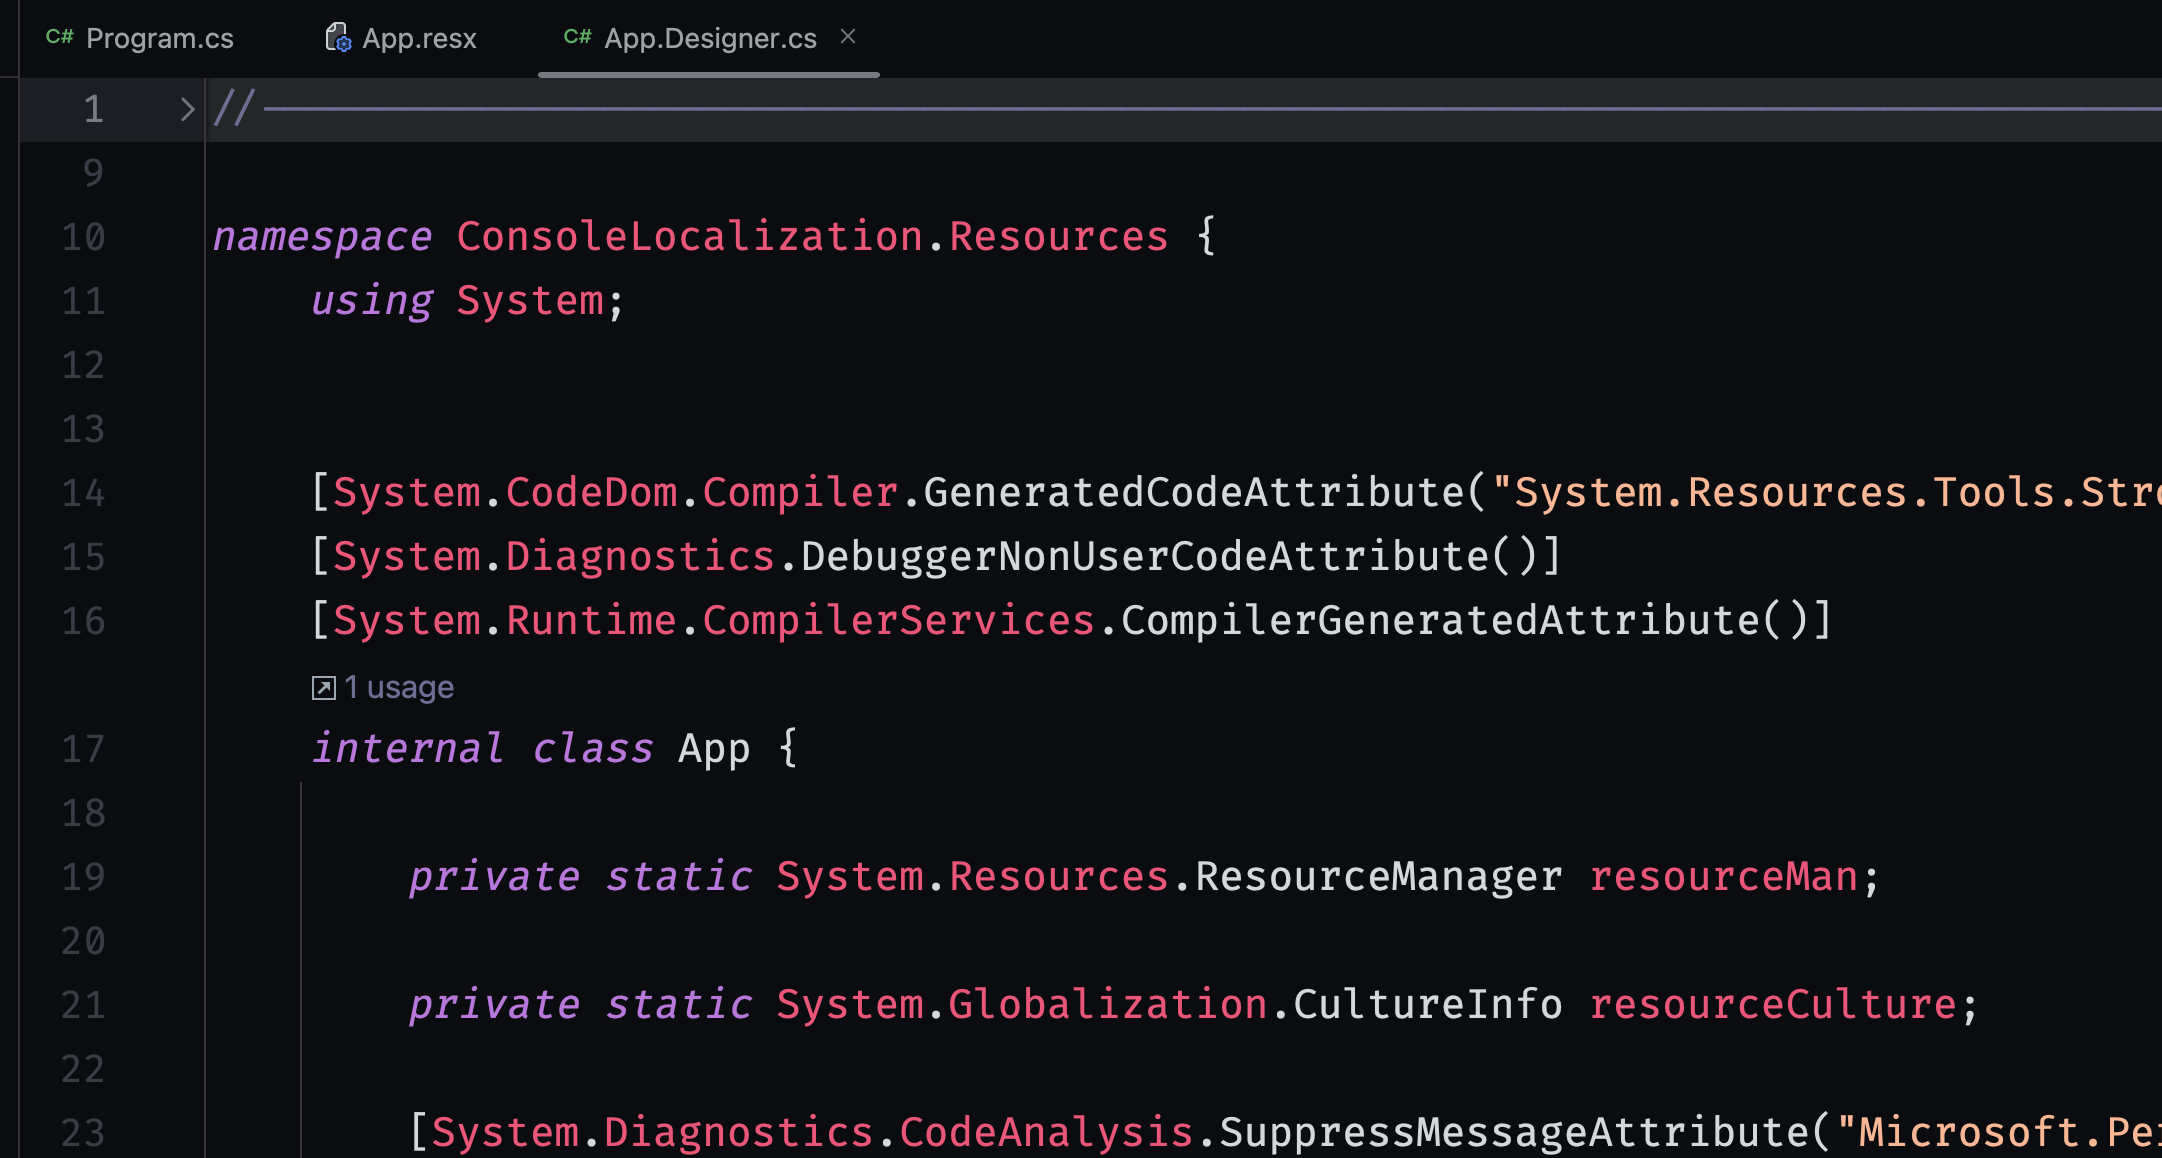 C# Program.cs App.resx C# App.Designer.cs ×
1 > //
9
10 namespace ConsoleLocalization.Resources {
11 using System;
12
13
14 [System.CodeDom.Compiler.GeneratedCodeAttribute("System.Resources.Tools.Str
15 [System.Diagnostics.DebuggerNonUserCodeAttribute()]
16 [System.Runtime.CompilerServices.CompilerGeneratedAttribute()]
1 usage
17 internal class App {
18
19 private static System.Resources.ResourceManager resourceMan;
20
21 private static System.Globalization.CultureInfo resourceCulture;
22
23 [System.Diagnostics.CodeAnalysis.SuppressMessageAttribute("Microsoft.Pe